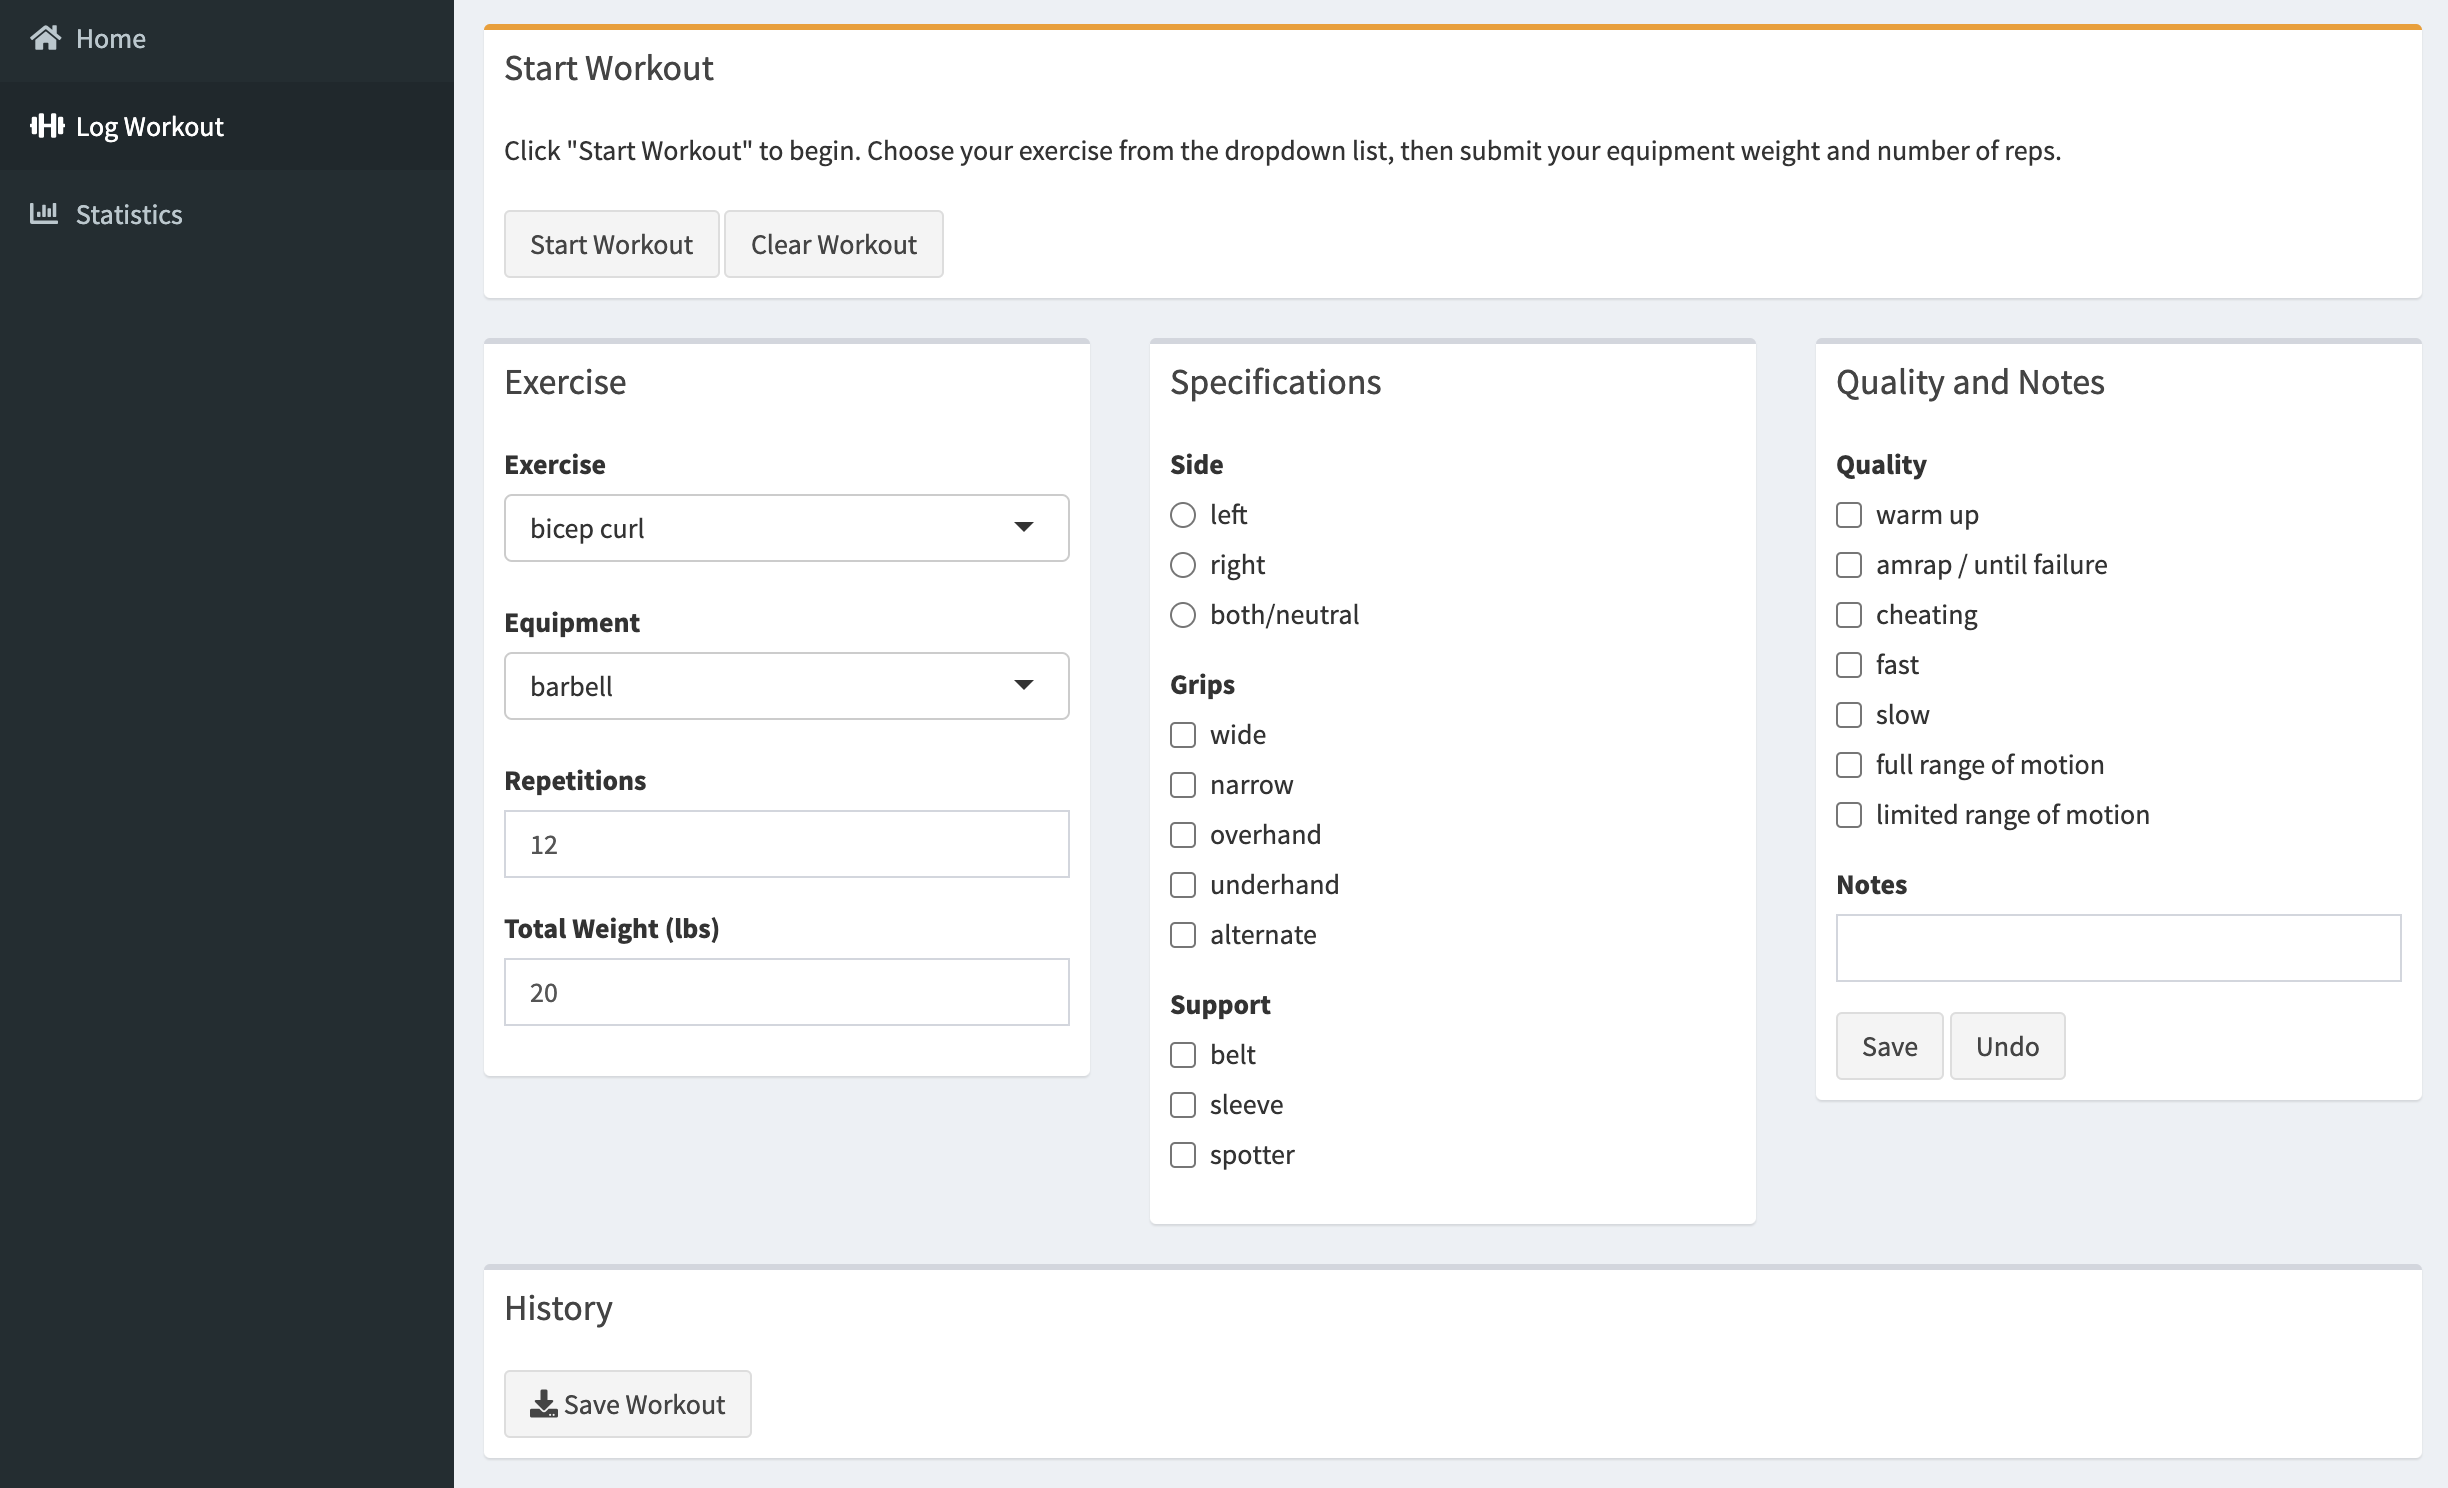 Home
Log Workout
Statistics
Start Workout
Click "Start Workout" to begin. Choose your exercise from the dropdown list, then submit your equipment weight and number of reps.
Start Workout
Clear Workout
Exercise
Exercise
bicep curl
Equipment
barbell
Repetitions
12
Total Weight (lbs)
20
Specifications
Side
left
right
both/neutral
Grips
wide
narrow
overhand
underhand
alternate
Support
belt
sleeve
spotter
Quality and Notes
Quality
warm up
amrap / until failure
cheating
fast
slow
full range of motion
limited range of motion
Notes
Save
Undo
History
Save Workout